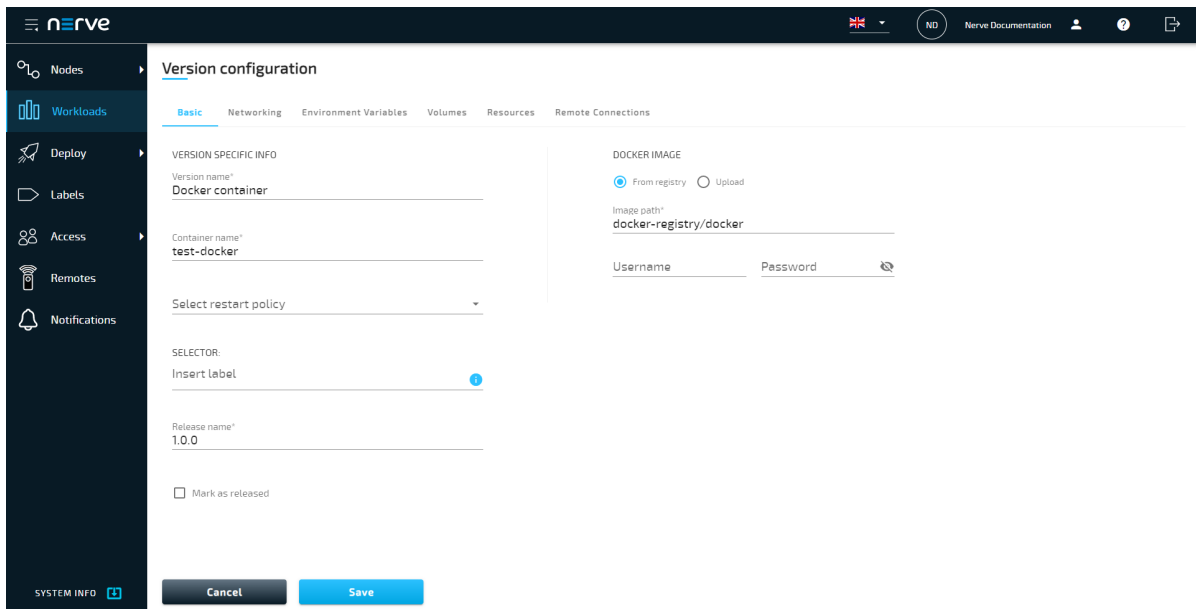 nerve
ND
Nerve Documentation
Nodes
Workloads
Deploy
Labels
Access
Remotes
Notifications
SYSTEM INFO
Version configuration
Basic Networking Environment Variables Volumes Resources Remote Connections
VERSION SPECIFIC INFO
Version name*
Docker container
Container name*
test-docker
Select restart policy
SELECTOR:
Insert label
Release name*
1.0.0
Mark as released
DOCKER IMAGE
From registry Upload
Image path*
docker-registry/docker
Username Password
Cancel Save